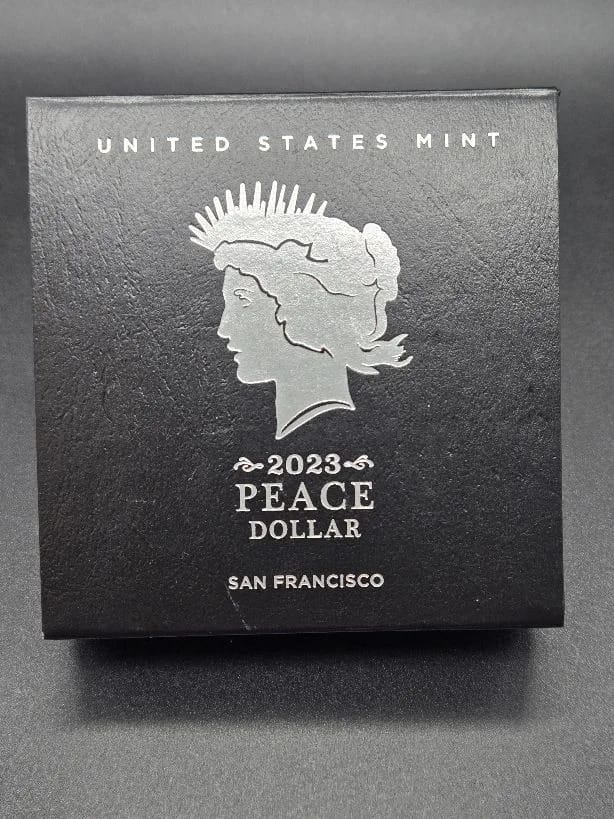 UNITED STATES MINT
2023
PEACE
DOLLAR
SAN FRANCISCO